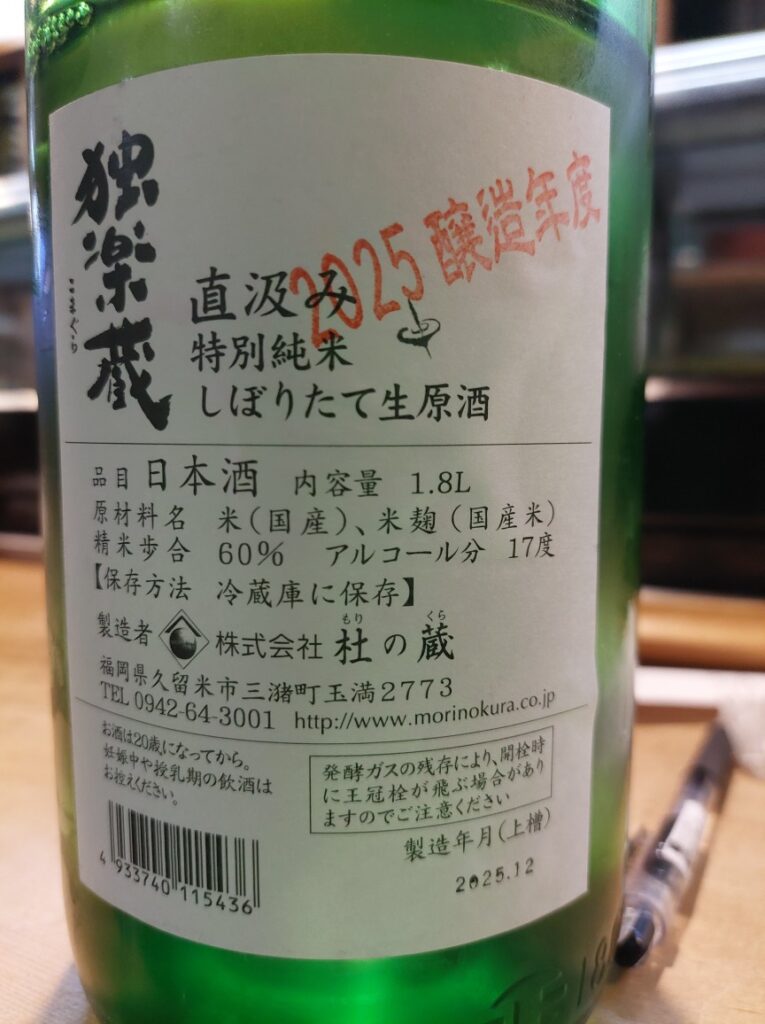 独楽蔵
こまぐら
2025 醸造年度
直汲み
特別純米
しぼりたて生原酒
品目 日本酒 内容量 1.8L
原材料名 米(国産)、米麹(国産米)
精米歩合 60% アルコール分 17度
【保存方法 冷蔵庫に保存】
製造者 株式会社 杜の蔵
もり くら
福岡県久留米市三潴町玉満2773
TEL 0942-64-3001 http://www.morinokura.co.jp
お酒は20歳になってから。
妊娠中や授乳期の飲酒は
お控えください。
発酵ガスの残存により、開栓時
に王冠栓が飛ぶ場合があり
ますのでご注意ください
製造年月(上槽)
2025.12
4 933740 115436